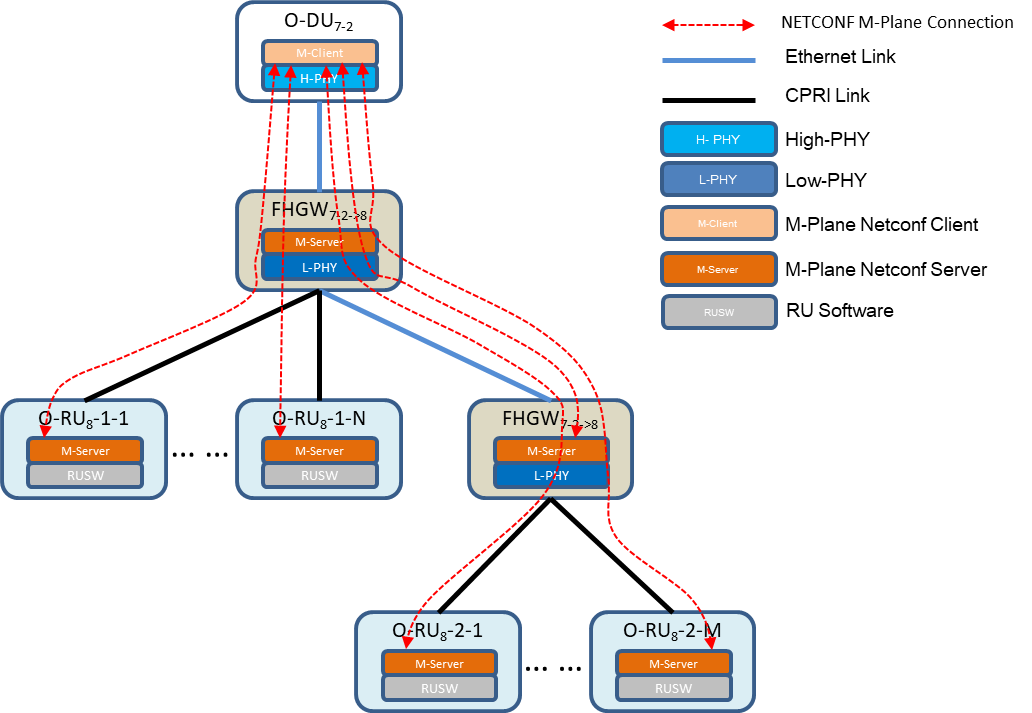 O-DU7-2
M-Client
H-PHY
NETCONF M-Plane Connection
Ethernet Link
CPRI Link
H- PHY
High-PHY
L-PHY
Low-PHY
M-Client
M-Plane Netconf Client
M-Server
M-Plane Netconf Server
RUSW
RU Software
FHGW7-2->8
M-Server
L-PHY
O-RU8-1-1
M-Server
RUSW
... ...
O-RU8-1-N
M-Server
RUSW
FHGW7-2->8
M-Server
L-PHY
O-RU8-2-1
M-Server
RUSW
... ...
O-RU8-2-M
M-Server
RUSW